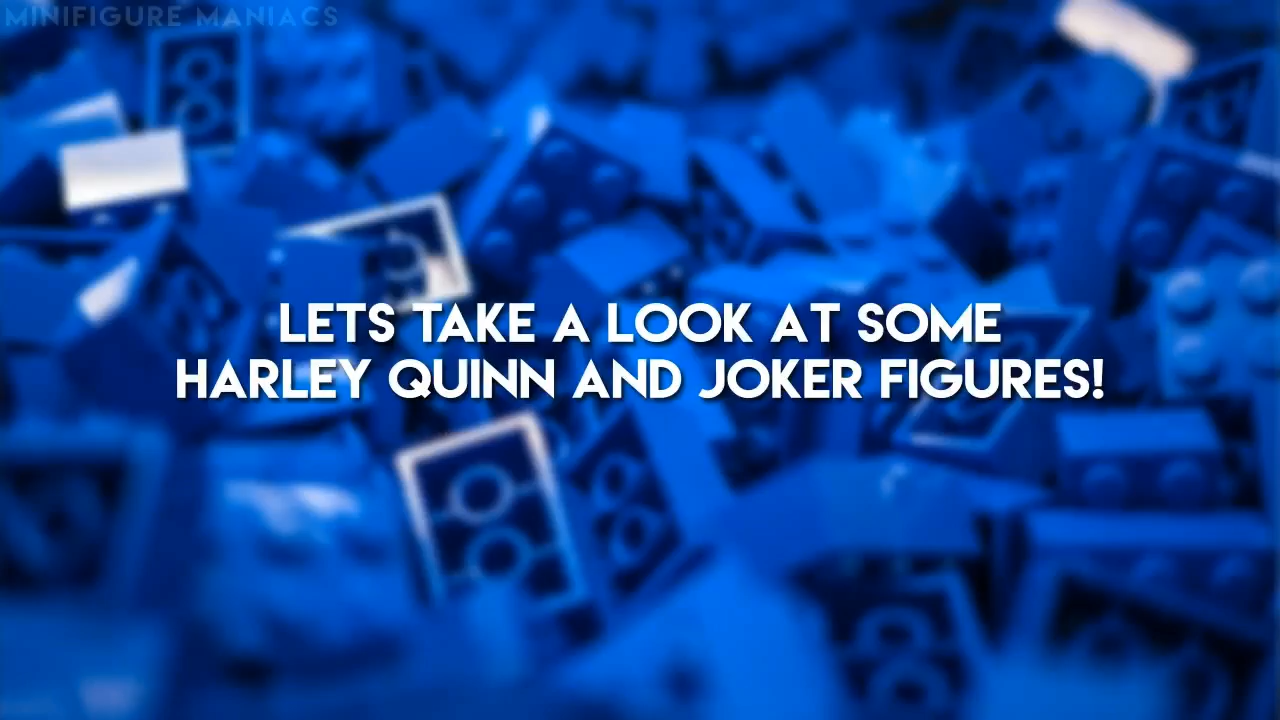 MINIFIGURE MANIACS
LETS TAKE A LOOK AT SOME
HARLEY QUINN AND JOKER FIGURES!